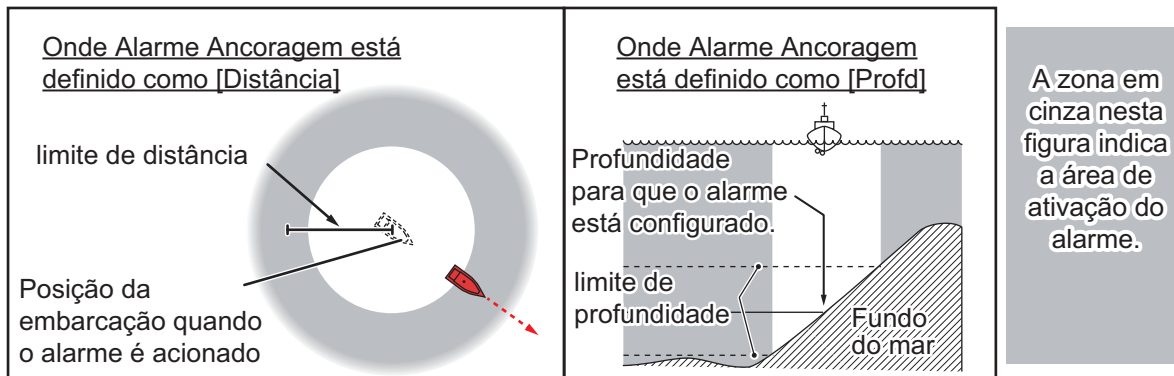 Onde Alarme Ancoragem está
definido como [Distância]
limite de distância
Posição da
embarcação quando
o alarme é acionado
Onde Alarme Ancoragem
está definido como [Profd]
Profundidade
para que o alarme
está configurado.
limite de
profundidade
Fundo
do mar
A zona em
cinza nesta
figura indica
a área de
ativação do
alarme.